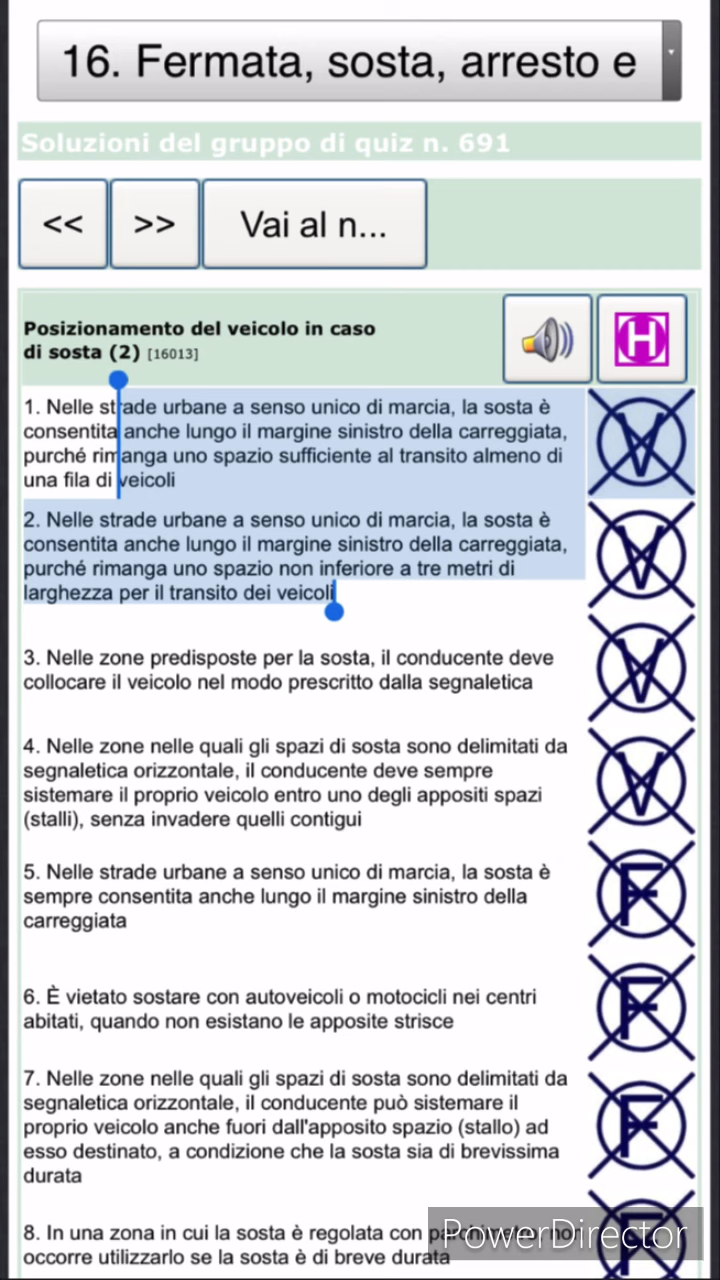 16. Fermata, sosta, arresto e
Soluzioni del gruppo di quiz n. 691
<< >> Vai al n...
Posizionamento del veicolo in caso
di sosta (2) [16013]
H
1. Nelle strade urbane a senso unico di marcia, la sosta è
consentita anche lungo il margine sinistro della carreggiata,
purché rimanga uno spazio sufficiente al transito almeno di
una fila di veicoli
V
2. Nelle strade urbane a senso unico di marcia, la sosta è
consentita anche lungo il margine sinistro della carreggiata,
purché rimanga uno spazio non inferiore a tre metri di
larghezza per il transito dei veicoli
V
3. Nelle zone predisposte per la sosta, il conducente deve
collocare il veicolo nel modo prescritto dalla segnaletica
V
4. Nelle zone nelle quali gli spazi di sosta sono delimitati da
segnaletica orizzontale, il conducente deve sempre
sistemare il proprio veicolo entro uno degli appositi spazi
(stalli), senza invadere quelli contigui
V
5. Nelle strade urbane a senso unico di marcia, la sosta è
sempre consentita anche lungo il margine sinistro della
carreggiata
F
6. È vietato sostare con autoveicoli o motocicli nei centri
abitati, quando non esistano le apposite strisce
F
7. Nelle zone nelle quali gli spazi di sosta sono delimitati da
segnaletica orizzontale, il conducente può sistemare il
proprio veicolo anche fuori dall'apposito spazio (stallo) ad
esso destinato, a condizione che la sosta sia di brevissima
durata
F
8. In una zona in cui la sosta è regolata con parchimetro, non
occorre utilizzarlo se la sosta è di breve durata
F
PowerDirector